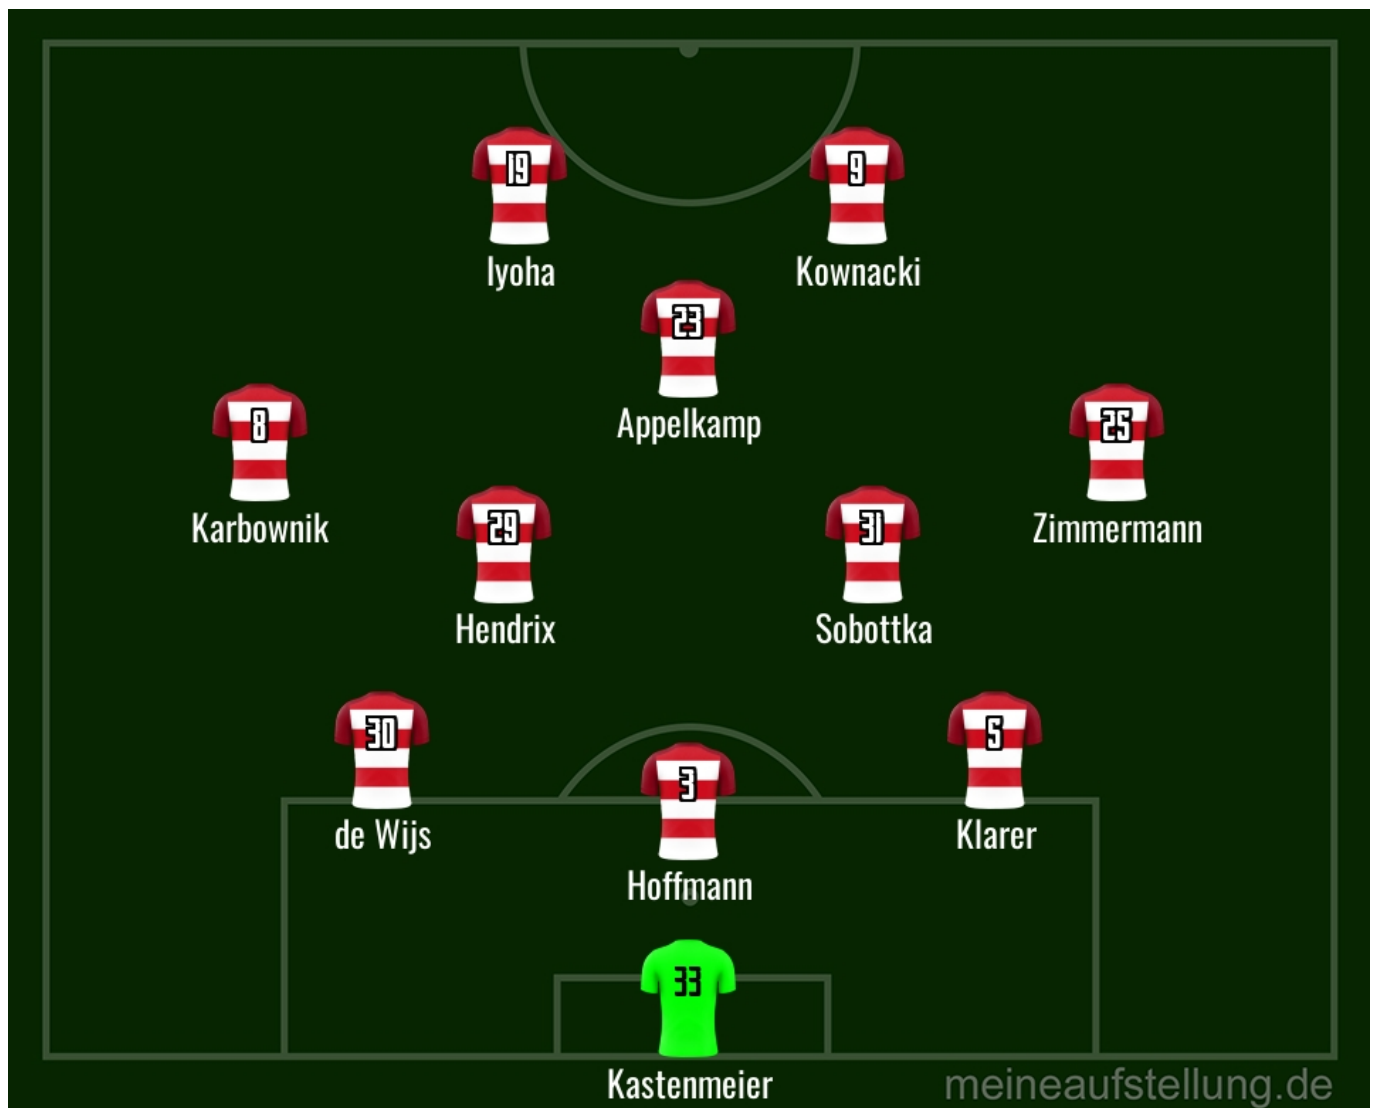 19
9
Iyoha
Kownacki
23
Appelkamp
8
25
Karbownik
Zimmermann
29
31
Hendrix
Sobottka
30
5
de Wijs
Klarer
3
Hoffmann
33
Kastenmeier
meineaufstellung.de